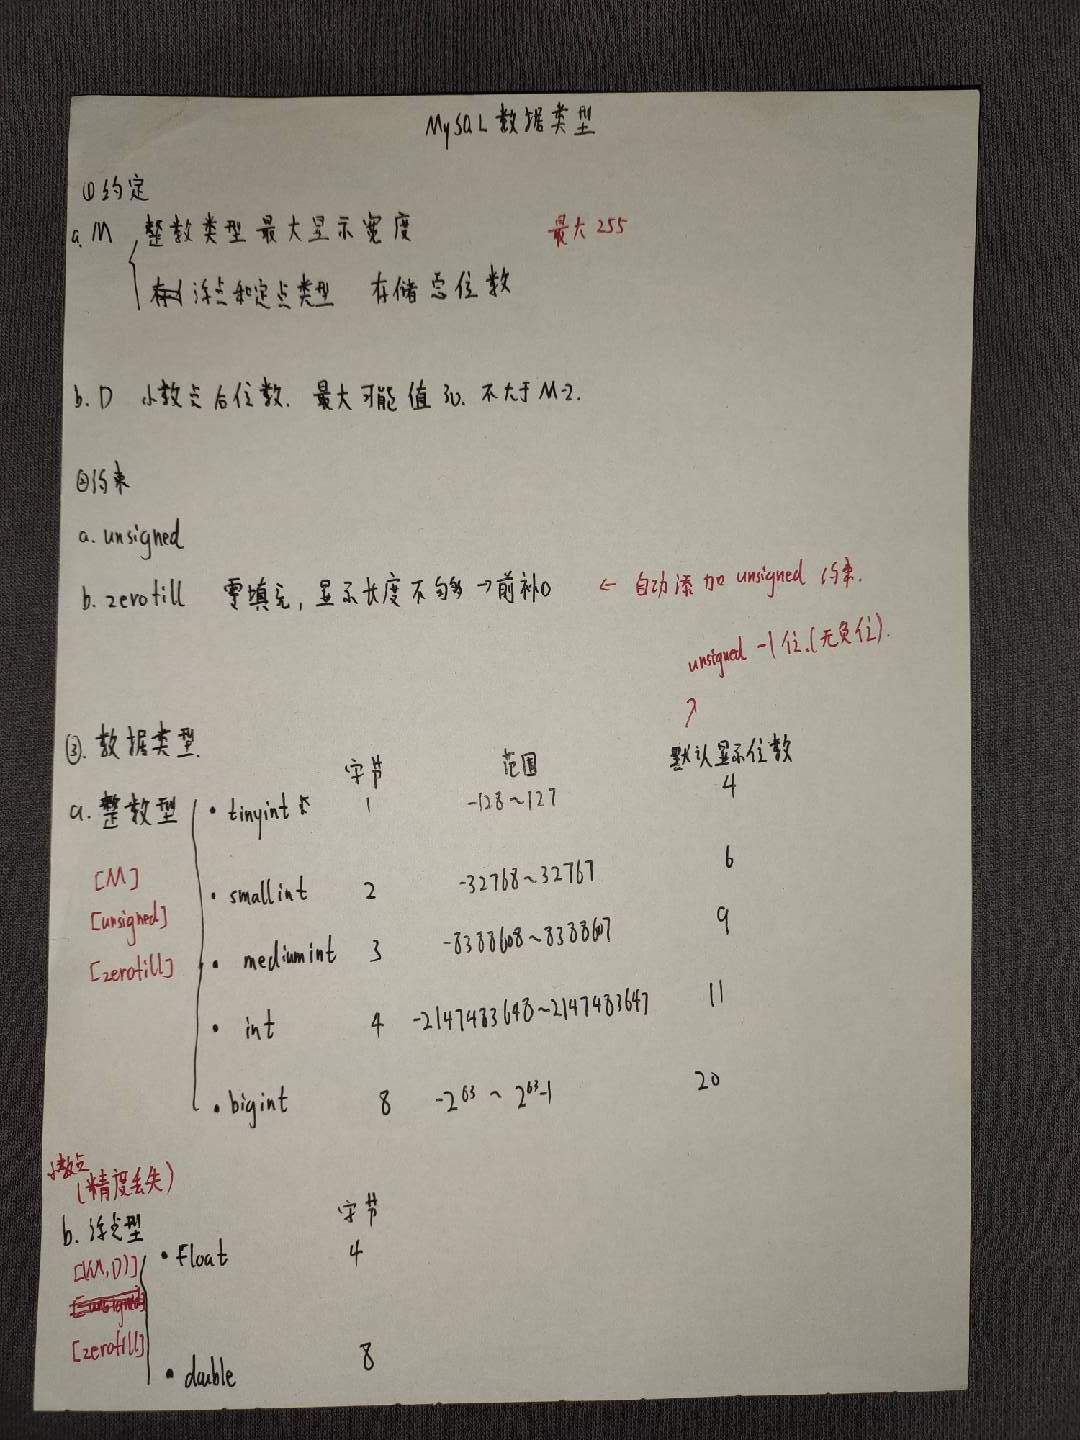 MySQL 数据类型
①约定
a. M 整数类型最大显示宽度 最大 255
浮点和定点类型 存储总位数
b. D 小数点后位数. 最大可能值 30. 不大于 M-2.
②约束
a. unsigned
b. zerofill 零填充, 显示长度不够→前补0 ← 自动添加 unsigned 约束.
unsigned -1位.(无负位).
↗
③. 数据类型.
字节 范围 默认显示位数
a. 整数型 • tinyint 1 -128~127 4
[M]
• smallint 2 -32768~32767 6
[unsigned]
• mediumint 3 -8388608~8388607 9
[zerofill]
• int 4 -2147483648~2147483647 11
• bigint 8 -2⁶³ ~ 2⁶³-1 20
小数点
(精度丢失)
字节
b. 浮点型
• Float 4
[(M,D)]
[unsigned]
[zerofill]
• double 8